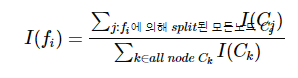 I(f_i) = \frac{\sum_{j:f_i에 의해 split된 모든노드 C_j} I(C_j)}{\sum_{k∈all node C_k} I(C_k)}